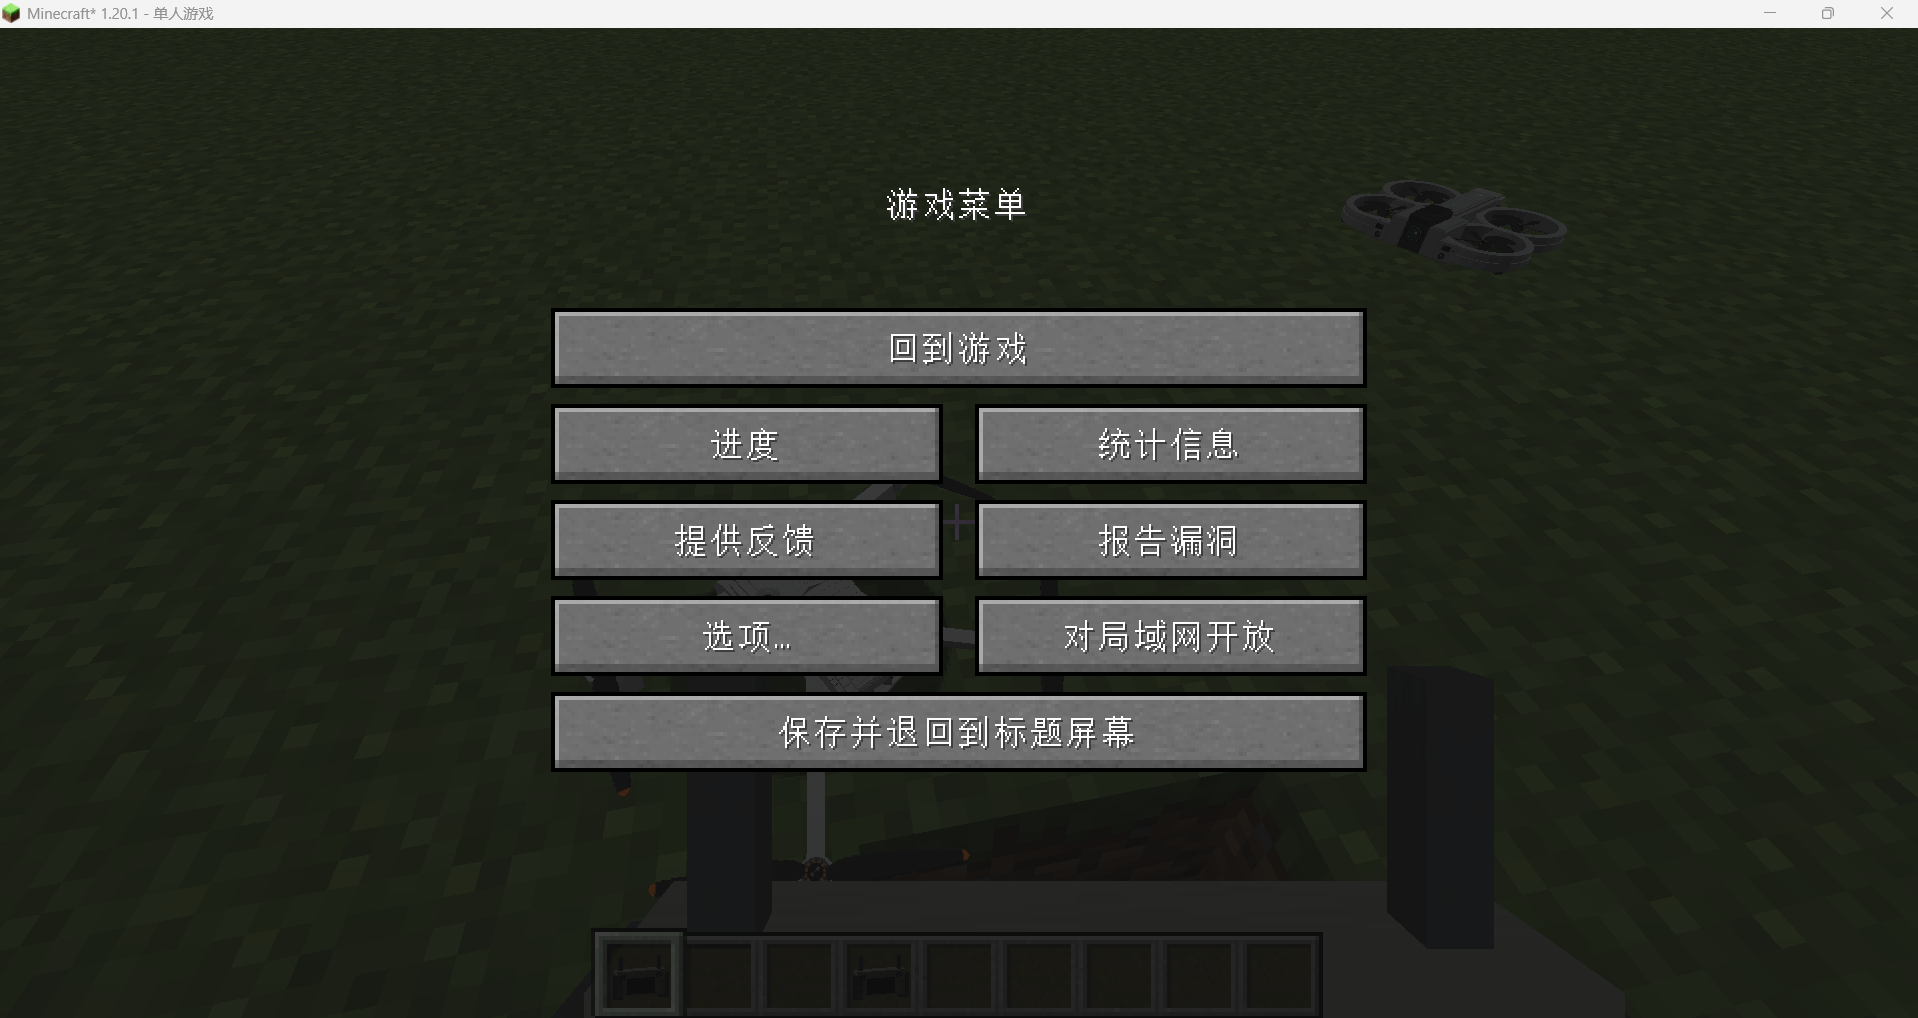 Minecraft* 1.20.1 - 单人游戏
游戏菜单
回到游戏
进度
统计信息
提供反馈
报告漏洞
选项...
对局域网开放
保存并退回到标题屏幕